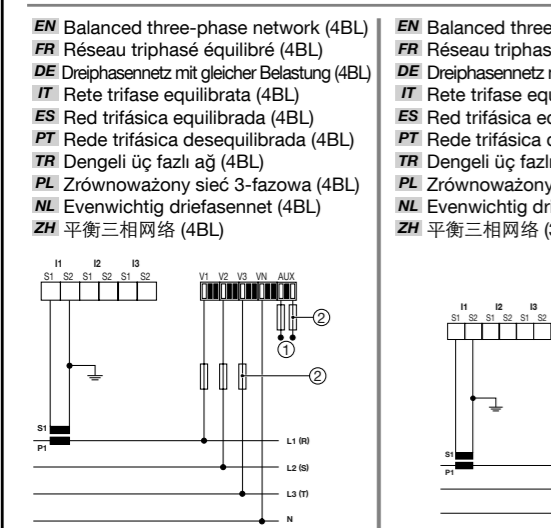 EN Balanced three-phase network (4BL)
FR Réseau triphasé équilibré (4BL)
DE Dreiphasennetz mit gleicher Belastung (4BL)
IT Rete trifase equilibrata (4BL)
ES Red trifásica equilibrada (4BL)
PT Rede trifásica desequilibrada (4BL)
TR Dengeli üç fazlı ağ (4BL)
PL Zrównoważony sieć 3-fazowa (4BL)
NL Evenwichtig driefasennet (4BL)
ZH 平衡三相网络 (4BL)
I1 I2 I3
S1 S2 S1 S2 S1 S2
V1 V2 V3 VN AUX
2
1
2
S1
P1
L1 (R)
L2 (S)
L3 (T)
N
EN Balanced three
FR Réseau triphas
DE Dreiphasennetz
IT Rete trifase equ
ES Red trifásica
PT Rede trifásica
TR Dengeli üç fazl
PL Zrównoważony
NL Evenwichtig
ZH 平衡三相网络
I1 I2 I3
S1 S2 S1 S2 S1 S2
S1
P1